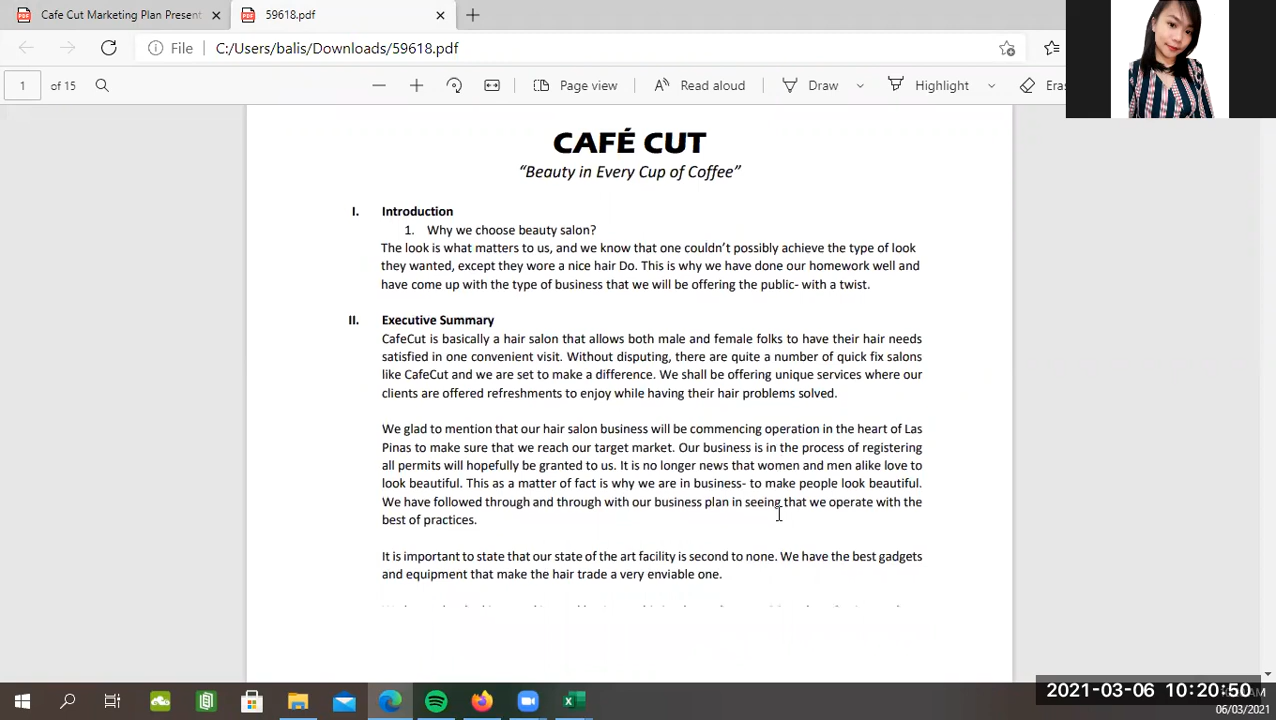 Cafe Cut Marketing Plan Present
59618.pdf
File
C:/Users/balis/Downloads/59618.pdf
1 of 15
Page view
Read aloud
Draw
Highlight
Era
CAFÉ CUT
“Beauty in Every Cup of Coffee”
I. Introduction
1. Why we choose beauty salon?
The look is what matters to us, and we know that one couldn’t possibly achieve the type of look
they wanted, except they wore a nice hair Do. This is why we have done our homework well and
have come up with the type of business that we will be offering the public- with a twist.
II. Executive Summary
CafeCut is basically a hair salon that allows both male and female folks to have their hair needs
satisfied in one convenient visit. Without disputing, there are quite a number of quick fix salons
like CafeCut and we are set to make a difference. We shall be offering unique services where our
clients are offered refreshments to enjoy while having their hair problems solved.
We glad to mention that our hair salon business will be commencing operation in the heart of Las
Pinas to make sure that we reach our target market. Our business is in the process of registering
all permits will hopefully be granted to us. It is no longer news that women and men alike love to
look beautiful. This as a matter of fact is why we are in business- to make people look beautiful.
We have followed through and through with our business plan in seeing that we operate with the
best of practices.
It is important to state that our state of the art facility is second to none. We have the best gadgets
and equipment that make the hair trade a very enviable one.
2021-03-06 10:20:50
AM
06/03/2021